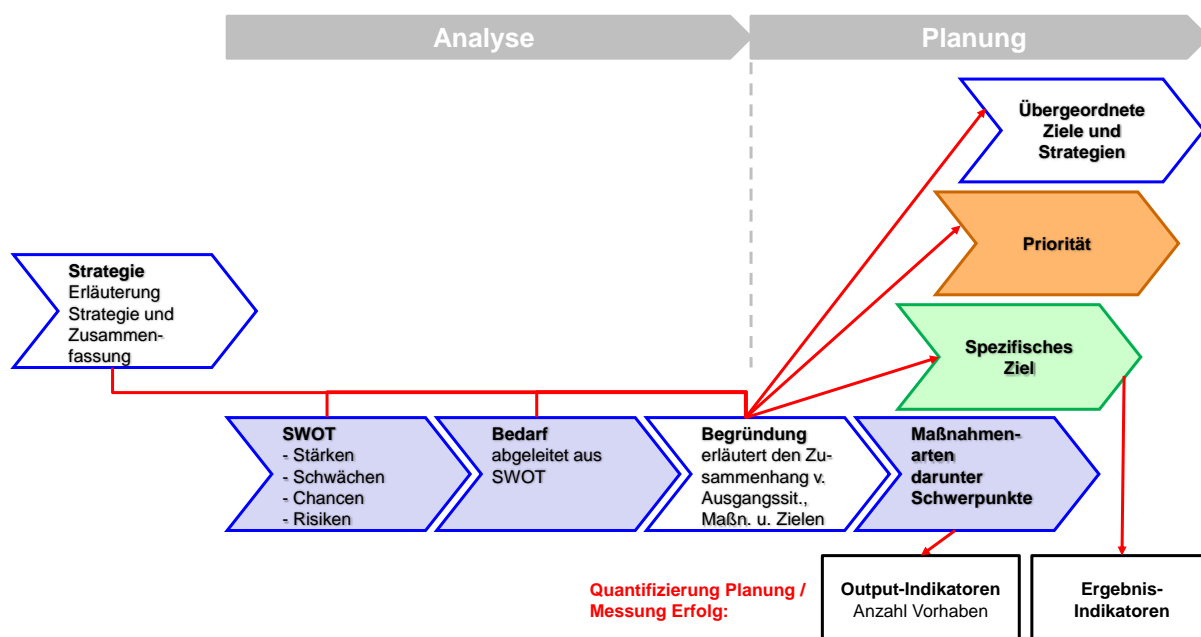 Analyse
Planung
Übergeordnete
Ziele und
Strategien
Priorität
Strategie
Erläuterung
Strategie und
Zusammen-
fassung
Spezifisches
Ziel
SWOT
- Stärken
- Schwächen
- Chancen
- Risiken
Bedarf
abgeleitet aus
SWOT
Begründung
erläutert den Zu-
sammenhang v.
Ausgangssit.,
Maßn. u. Zielen
Maßnahmen-
arten
darunter
Schwerpunkte
Quantifizierung Planung /
Messung Erfolg:
Output-Indikatoren
Anzahl Vorhaben
Ergebnis-
Indikatoren